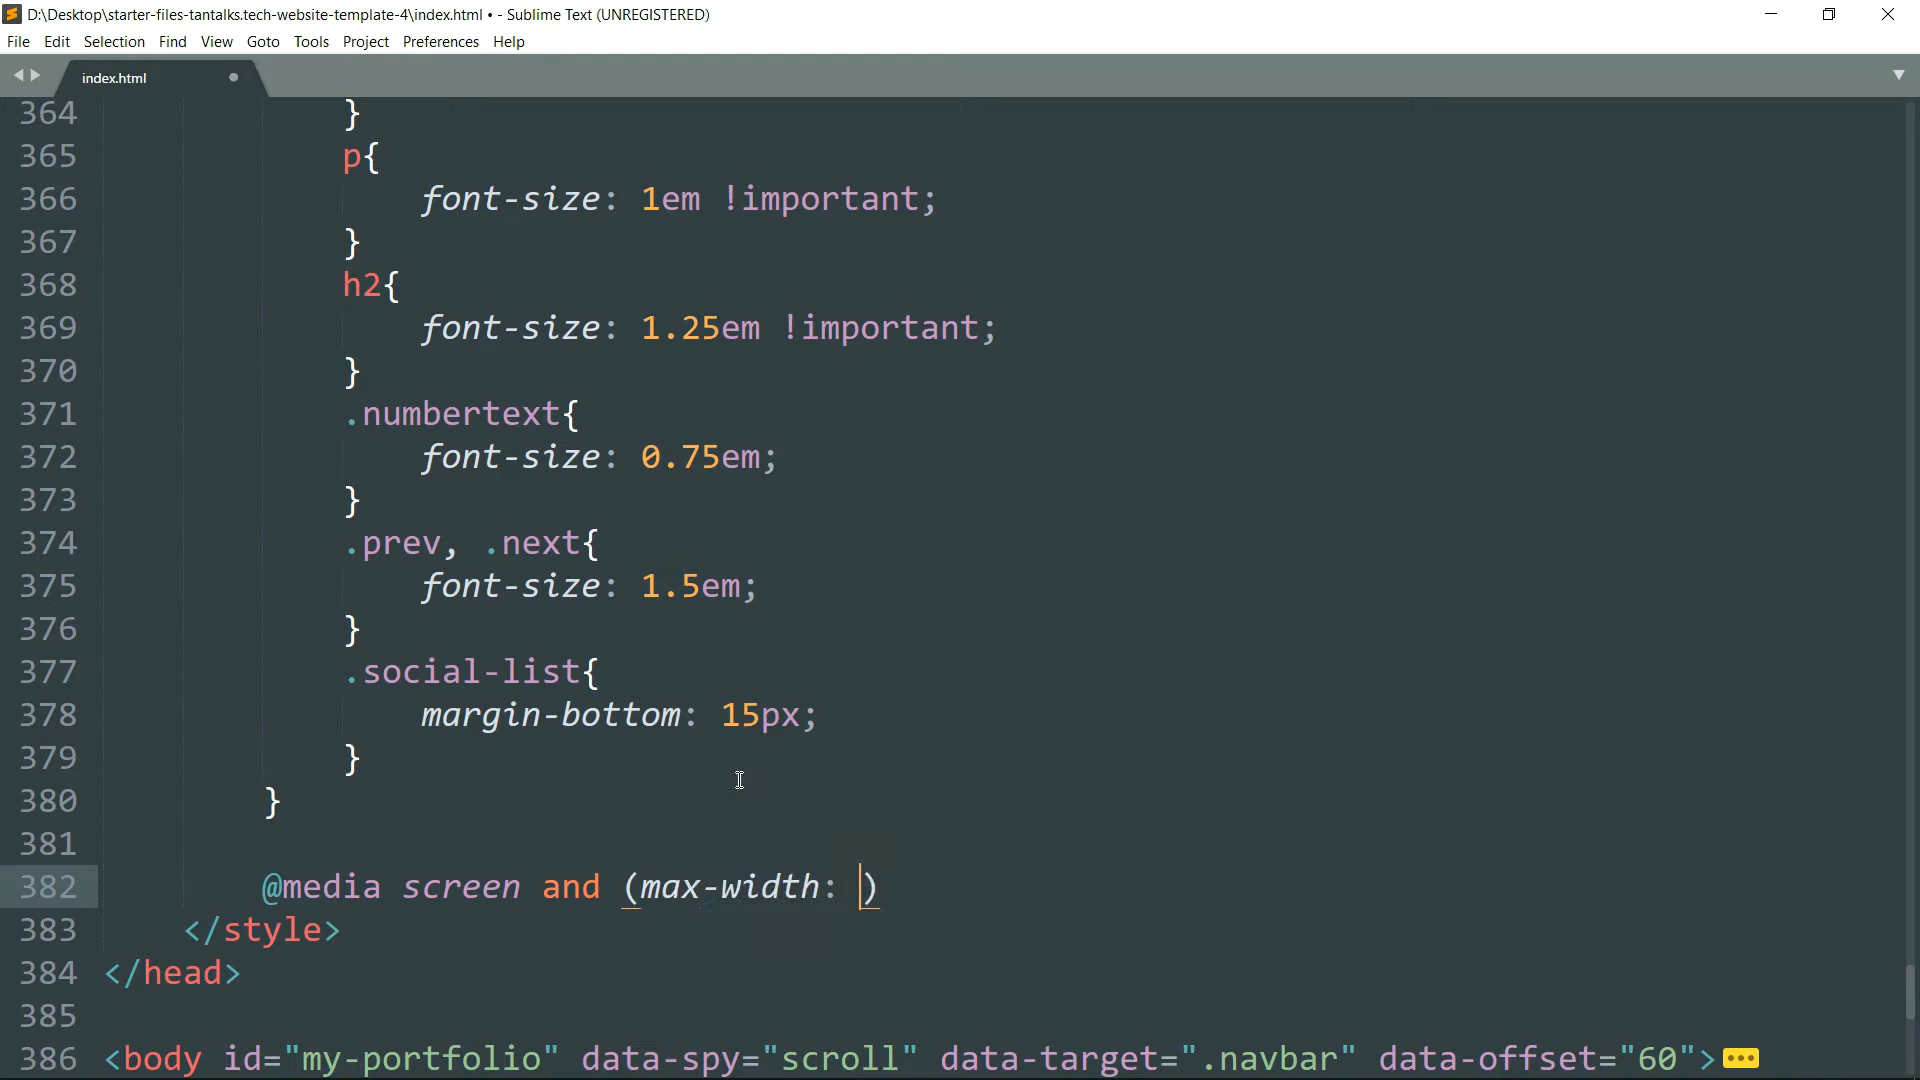 D:\Desktop\starter-files-tantalks.tech-website-template-4\index.html • - Sublime Text (UNREGISTERED)
File Edit Selection Find View Goto Tools Project Preferences Help
index.html
364 }
365 p{
366 font-size: 1em !important;
367 }
368 h2{
369 font-size: 1.25em !important;
370 }
371 .numbertext{
372 font-size: 0.75em;
373 }
374 .prev, .next{
375 font-size: 1.5em;
376 }
377 .social-list{
378 margin-bottom: 15px;
379 }
380 }
381
382 @media screen and (max-width: )
383 </style>
384 </head>
385
386 <body id="my-portfolio" data-spy="scroll" data-target=".navbar" data-offset="60">